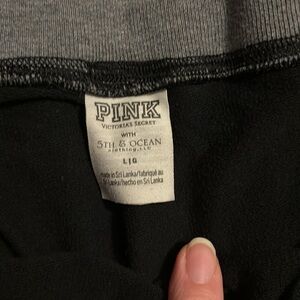 PINK
VICTORIA'S SECRET
WITH
5TH & OCEAN
clothing, LLC
L|G
made in Sri Lanka/fabriqué au
Sri Lanka/hecho en Sri Lanka